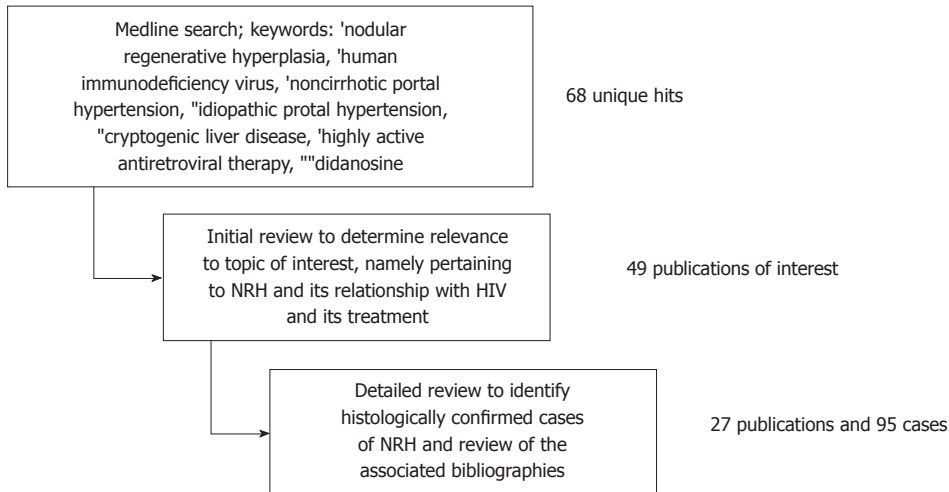 Medline search; keywords: 'nodular
regenerative hyperplasia, 'human
immunodeficiency virus, 'noncirrhotic portal
hypertension, "idiopathic protal hypertension,
"cryptogenic liver disease, 'highly active
antiretroviral therapy, ""didanosine
68 unique hits
Initial review to determine relevance
to topic of interest, namely pertaining
to NRH and its relationship with HIV
and its treatment
49 publications of interest
Detailed review to identify
histologically confirmed cases
of NRH and review of the
associated bibliographies
27 publications and 95 cases